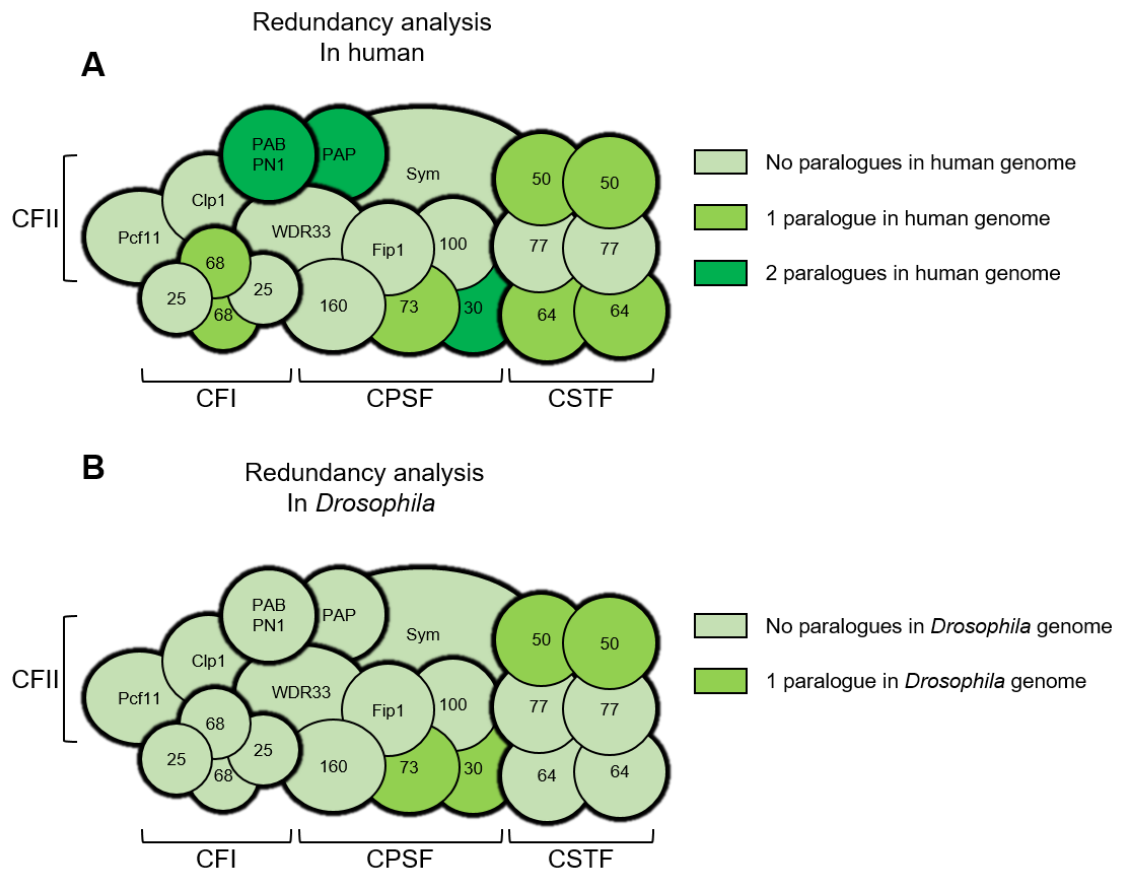 Redundancy analysis
In human
A
PAB
PN1
PAP
Sym
50
50
No paralogues in human genome
CFII
Clp1
Pcf11
WDR33
Fip1
100
77
77
1 paralogue in human genome
68
25
25
68
160
73
30
64
64
2 paralogues in human genome
CFI
CPSF
CSTF
B
Redundancy analysis
In Drosophila
PAB
PN1
PAP
Sym
50
50
No paralogues in Drosophila genome
CFII
Clp1
Pcf11
WDR33
Fip1
100
77
77
1 paralogue in Drosophila genome
68
25
25
68
160
73
30
64
64
CFI
CPSF
CSTF